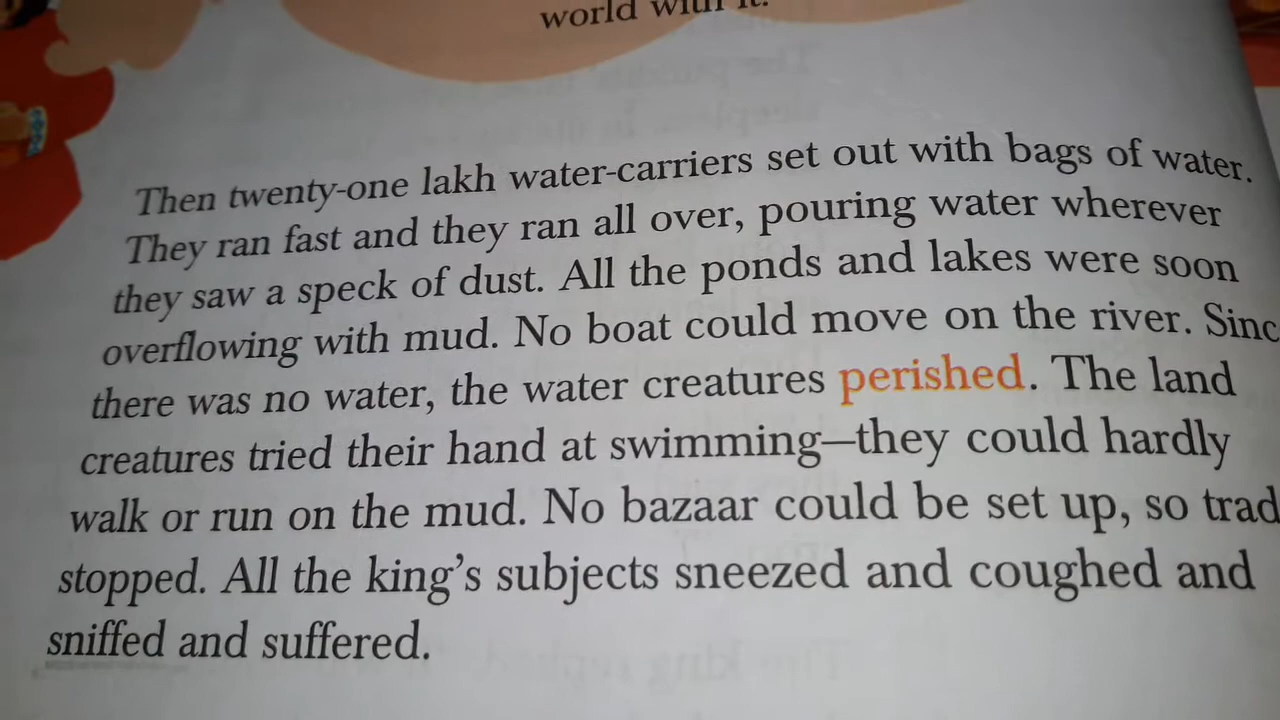 world with it.
Then twenty-one lakh water-carriers set out with bags of water.
They ran fast and they ran all over, pouring water wherever
they saw a speck of dust. All the ponds and lakes were soon
overflowing with mud. No boat could move on the river. Sinc
there was no water, the water creatures perished. The land
creatures tried their hand at swimming—they could hardly
walk or run on the mud. No bazaar could be set up, so trad
stopped. All the king's subjects sneezed and coughed and
sniffed and suffered.